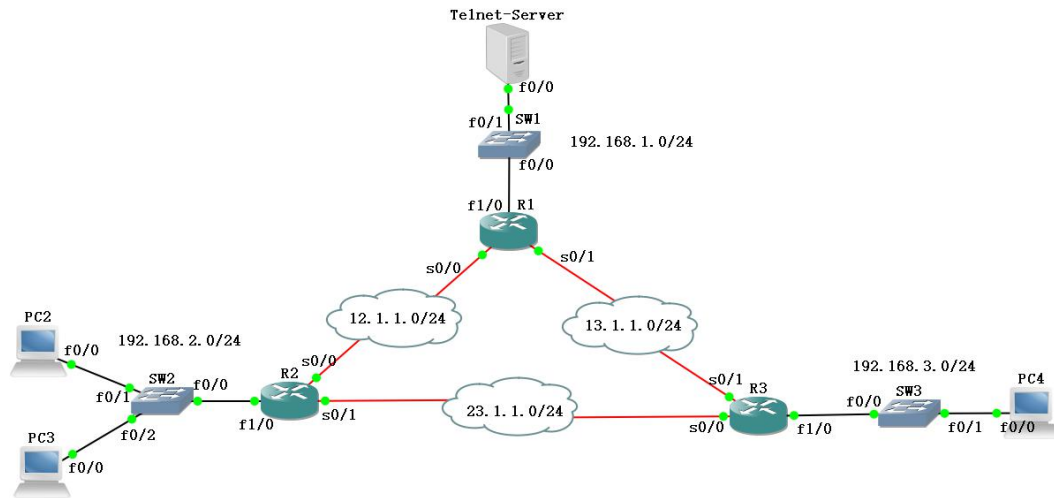 Telnet-Server
f0/0
f0/1
SW1
192.168.1.0/24
f0/0
f1/0
R1
s0/0
s0/1
12.1.1.0/24
13.1.1.0/24
PC2
192.168.2.0/24
f0/0
s0/0
SW2
f0/0
R2
f0/1
s0/1
f1/0
PC3
f0/2
f0/0
23.1.1.0/24
s0/1
R3
192.168.3.0/24
SW3
PC4
f0/0
s0/0
f1/0
f0/1
f0/0